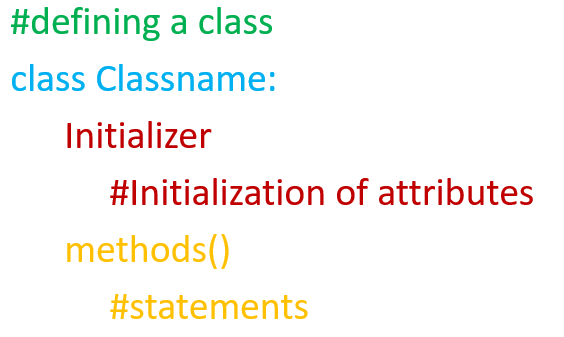 #defining a class
class Classname:
Initializer
#Initialization of attributes
methods()
#statements